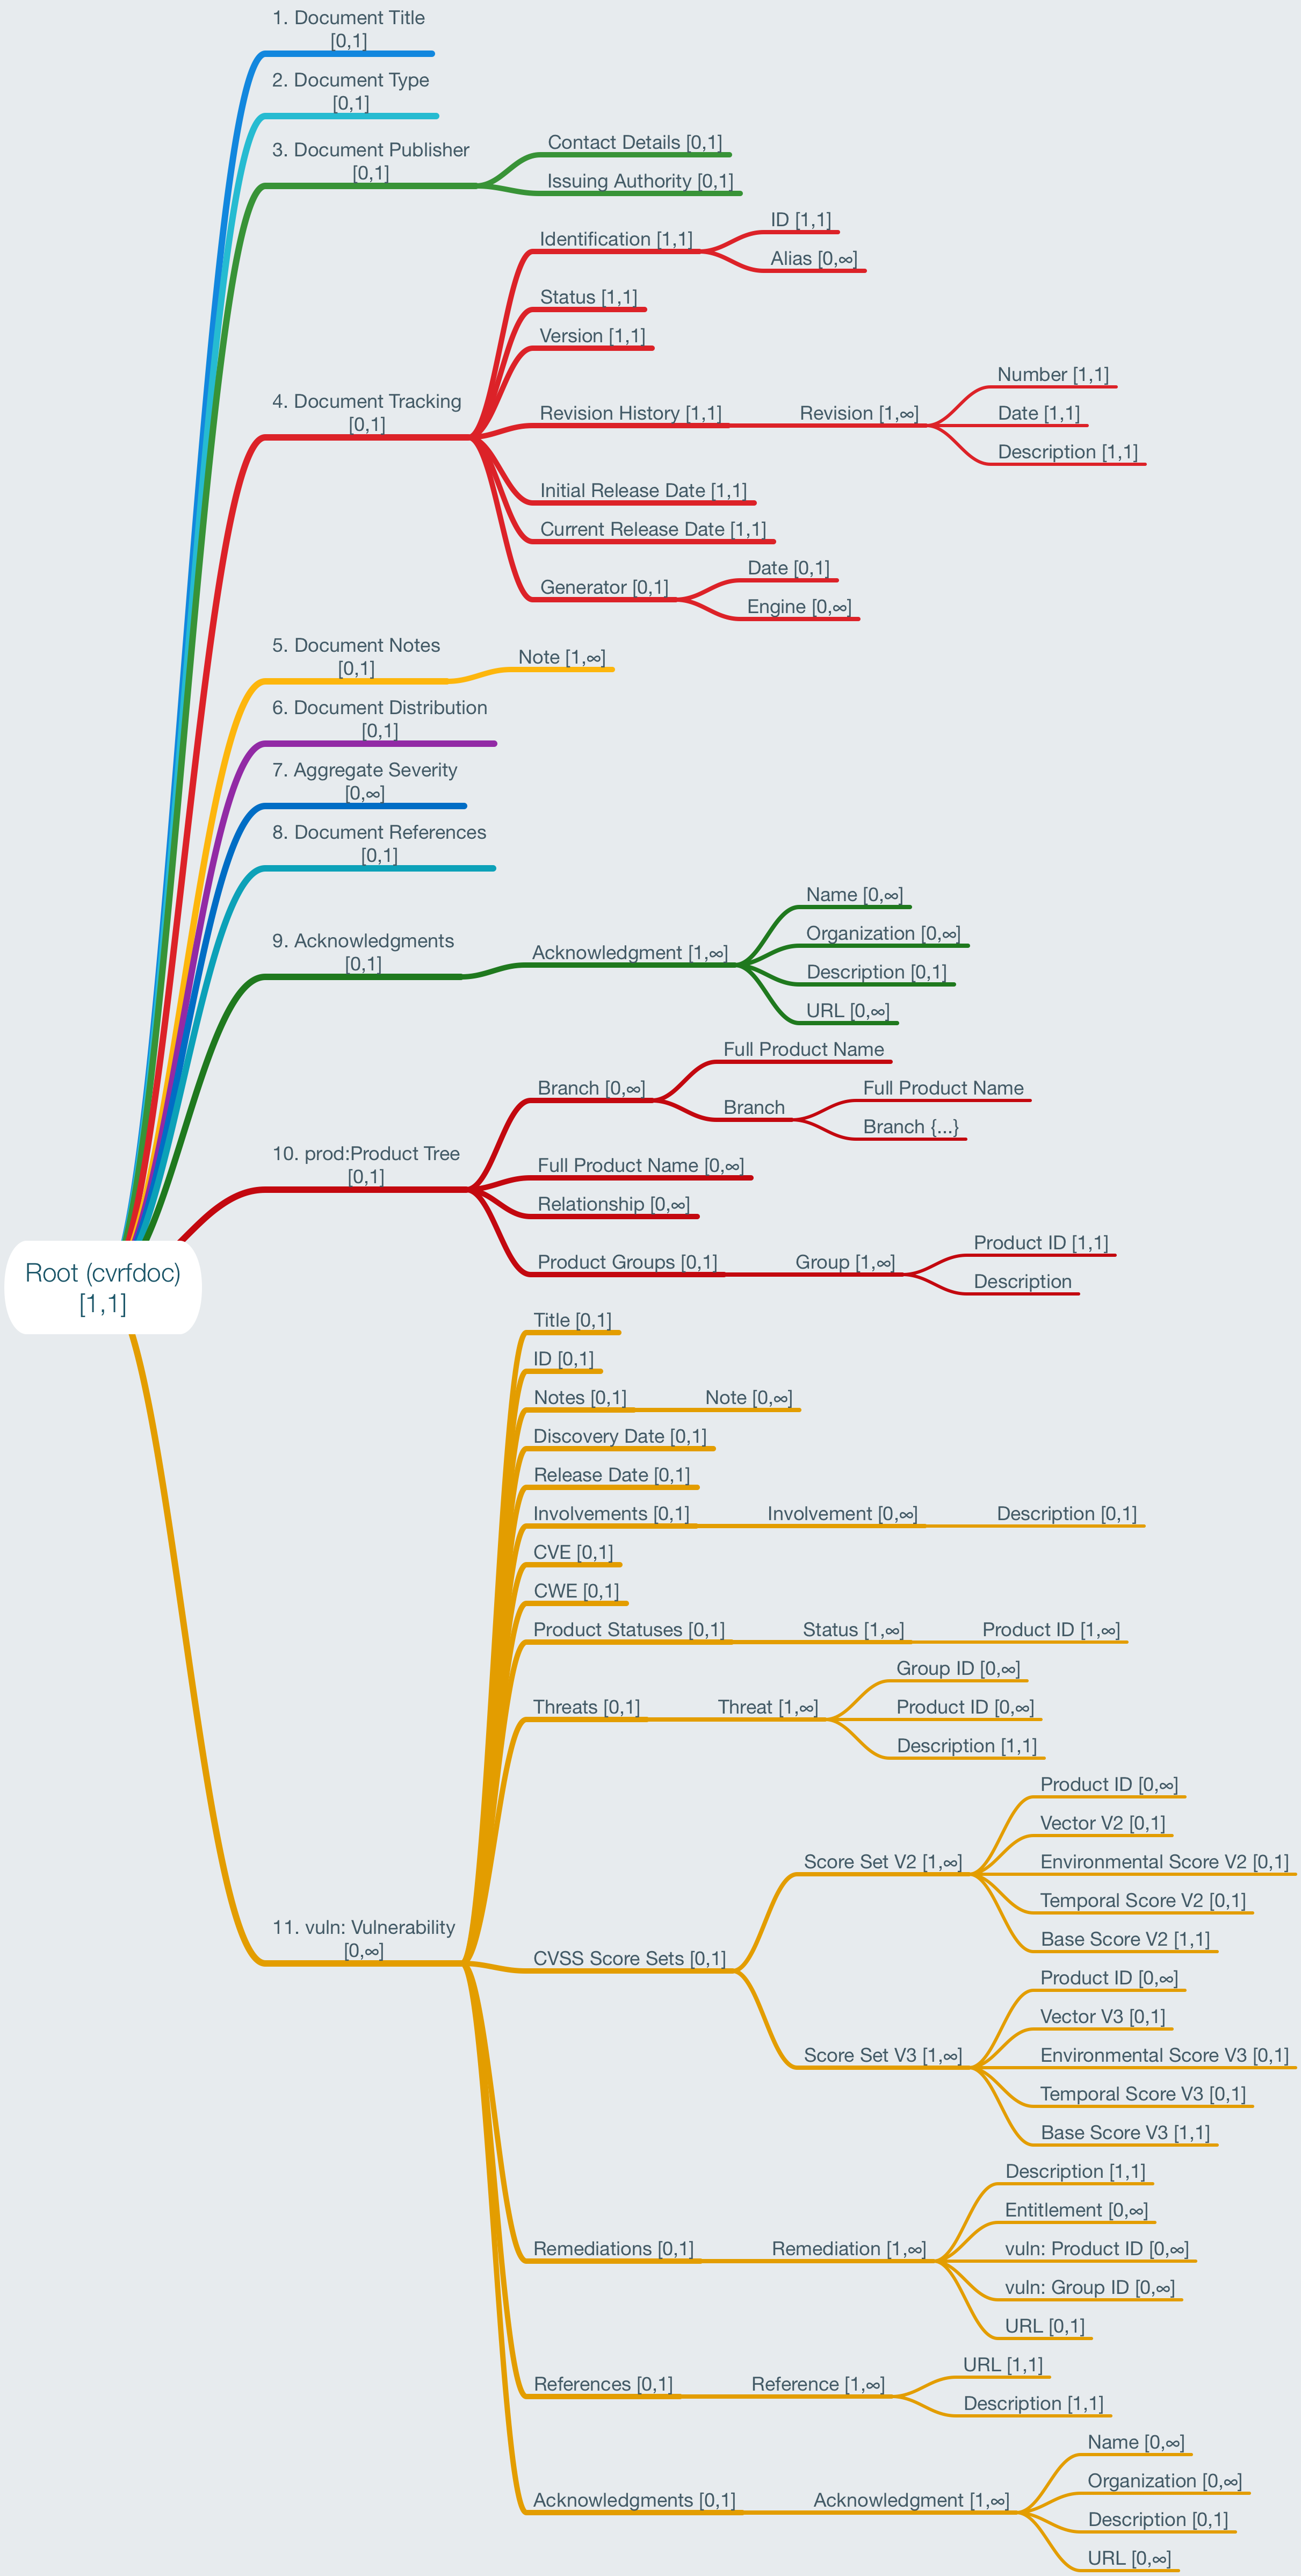 1. Document Title
[0,1]
2. Document Type
[0,1]
3. Document Publisher
[0,1]
Contact Details [0,1]
Issuing Authority [0,1]
4. Document Tracking
[0,1]
Identification [1,1]
ID [1,1]
Alias [0,∞]
Status [1,1]
Version [1,1]
Revision History [1,1]
Revision [1,∞]
Number [1,1]
Date [1,1]
Description [1,1]
Initial Release Date [1,1]
Current Release Date [1,1]
Generator [0,1]
Date [0,1]
Engine [0,∞]
5. Document Notes
[0,1]
Note [1,∞]
6. Document Distribution
[0,1]
7. Aggregate Severity
[0,∞]
8. Document References
[0,1]
9. Acknowledgments
[0,1]
Acknowledgment [1,∞]
Name [0,∞]
Organization [0,∞]
Description [0,1]
URL [0,∞]
10. prod:Product Tree
[0,1]
Branch [0,∞]
Full Product Name
Branch
Full Product Name
Branch {...}
Full Product Name [0,∞]
Relationship [0,∞]
Product Groups [0,1]
Group [1,∞]
Product ID [1,1]
Description
Root (cvrfdoc)
[1,1]
11. vuln: Vulnerability
[0,∞]
Title [0,1]
ID [0,1]
Notes [0,1]
Note [0,∞]
Discovery Date [0,1]
Release Date [0,1]
Involvements [0,1]
Involvement [0,∞]
Description [0,1]
CVE [0,1]
CWE [0,1]
Product Statuses [0,1]
Status [1,∞]
Product ID [1,∞]
Threats [0,1]
Threat [1,∞]
Group ID [0,∞]
Product ID [0,∞]
Description [1,1]
CVSS Score Sets [0,1]
Score Set V2 [1,∞]
Product ID [0,∞]
Vector V2 [0,1]
Environmental Score V2 [0,1]
Temporal Score V2 [0,1]
Base Score V2 [1,1]
Score Set V3 [1,∞]
Product ID [0,∞]
Vector V3 [0,1]
Environmental Score V3 [0,1]
Temporal Score V3 [0,1]
Base Score V3 [1,1]
Remediations [0,1]
Remediation [1,∞]
Description [1,1]
Entitlement [0,∞]
vuln: Product ID [0,∞]
vuln: Group ID [0,∞]
URL [0,1]
References [0,1]
Reference [1,∞]
URL [1,1]
Description [1,1]
Acknowledgments [0,1]
Acknowledgment [1,∞]
Name [0,∞]
Organization [0,∞]
Description [0,1]
URL [0,∞]